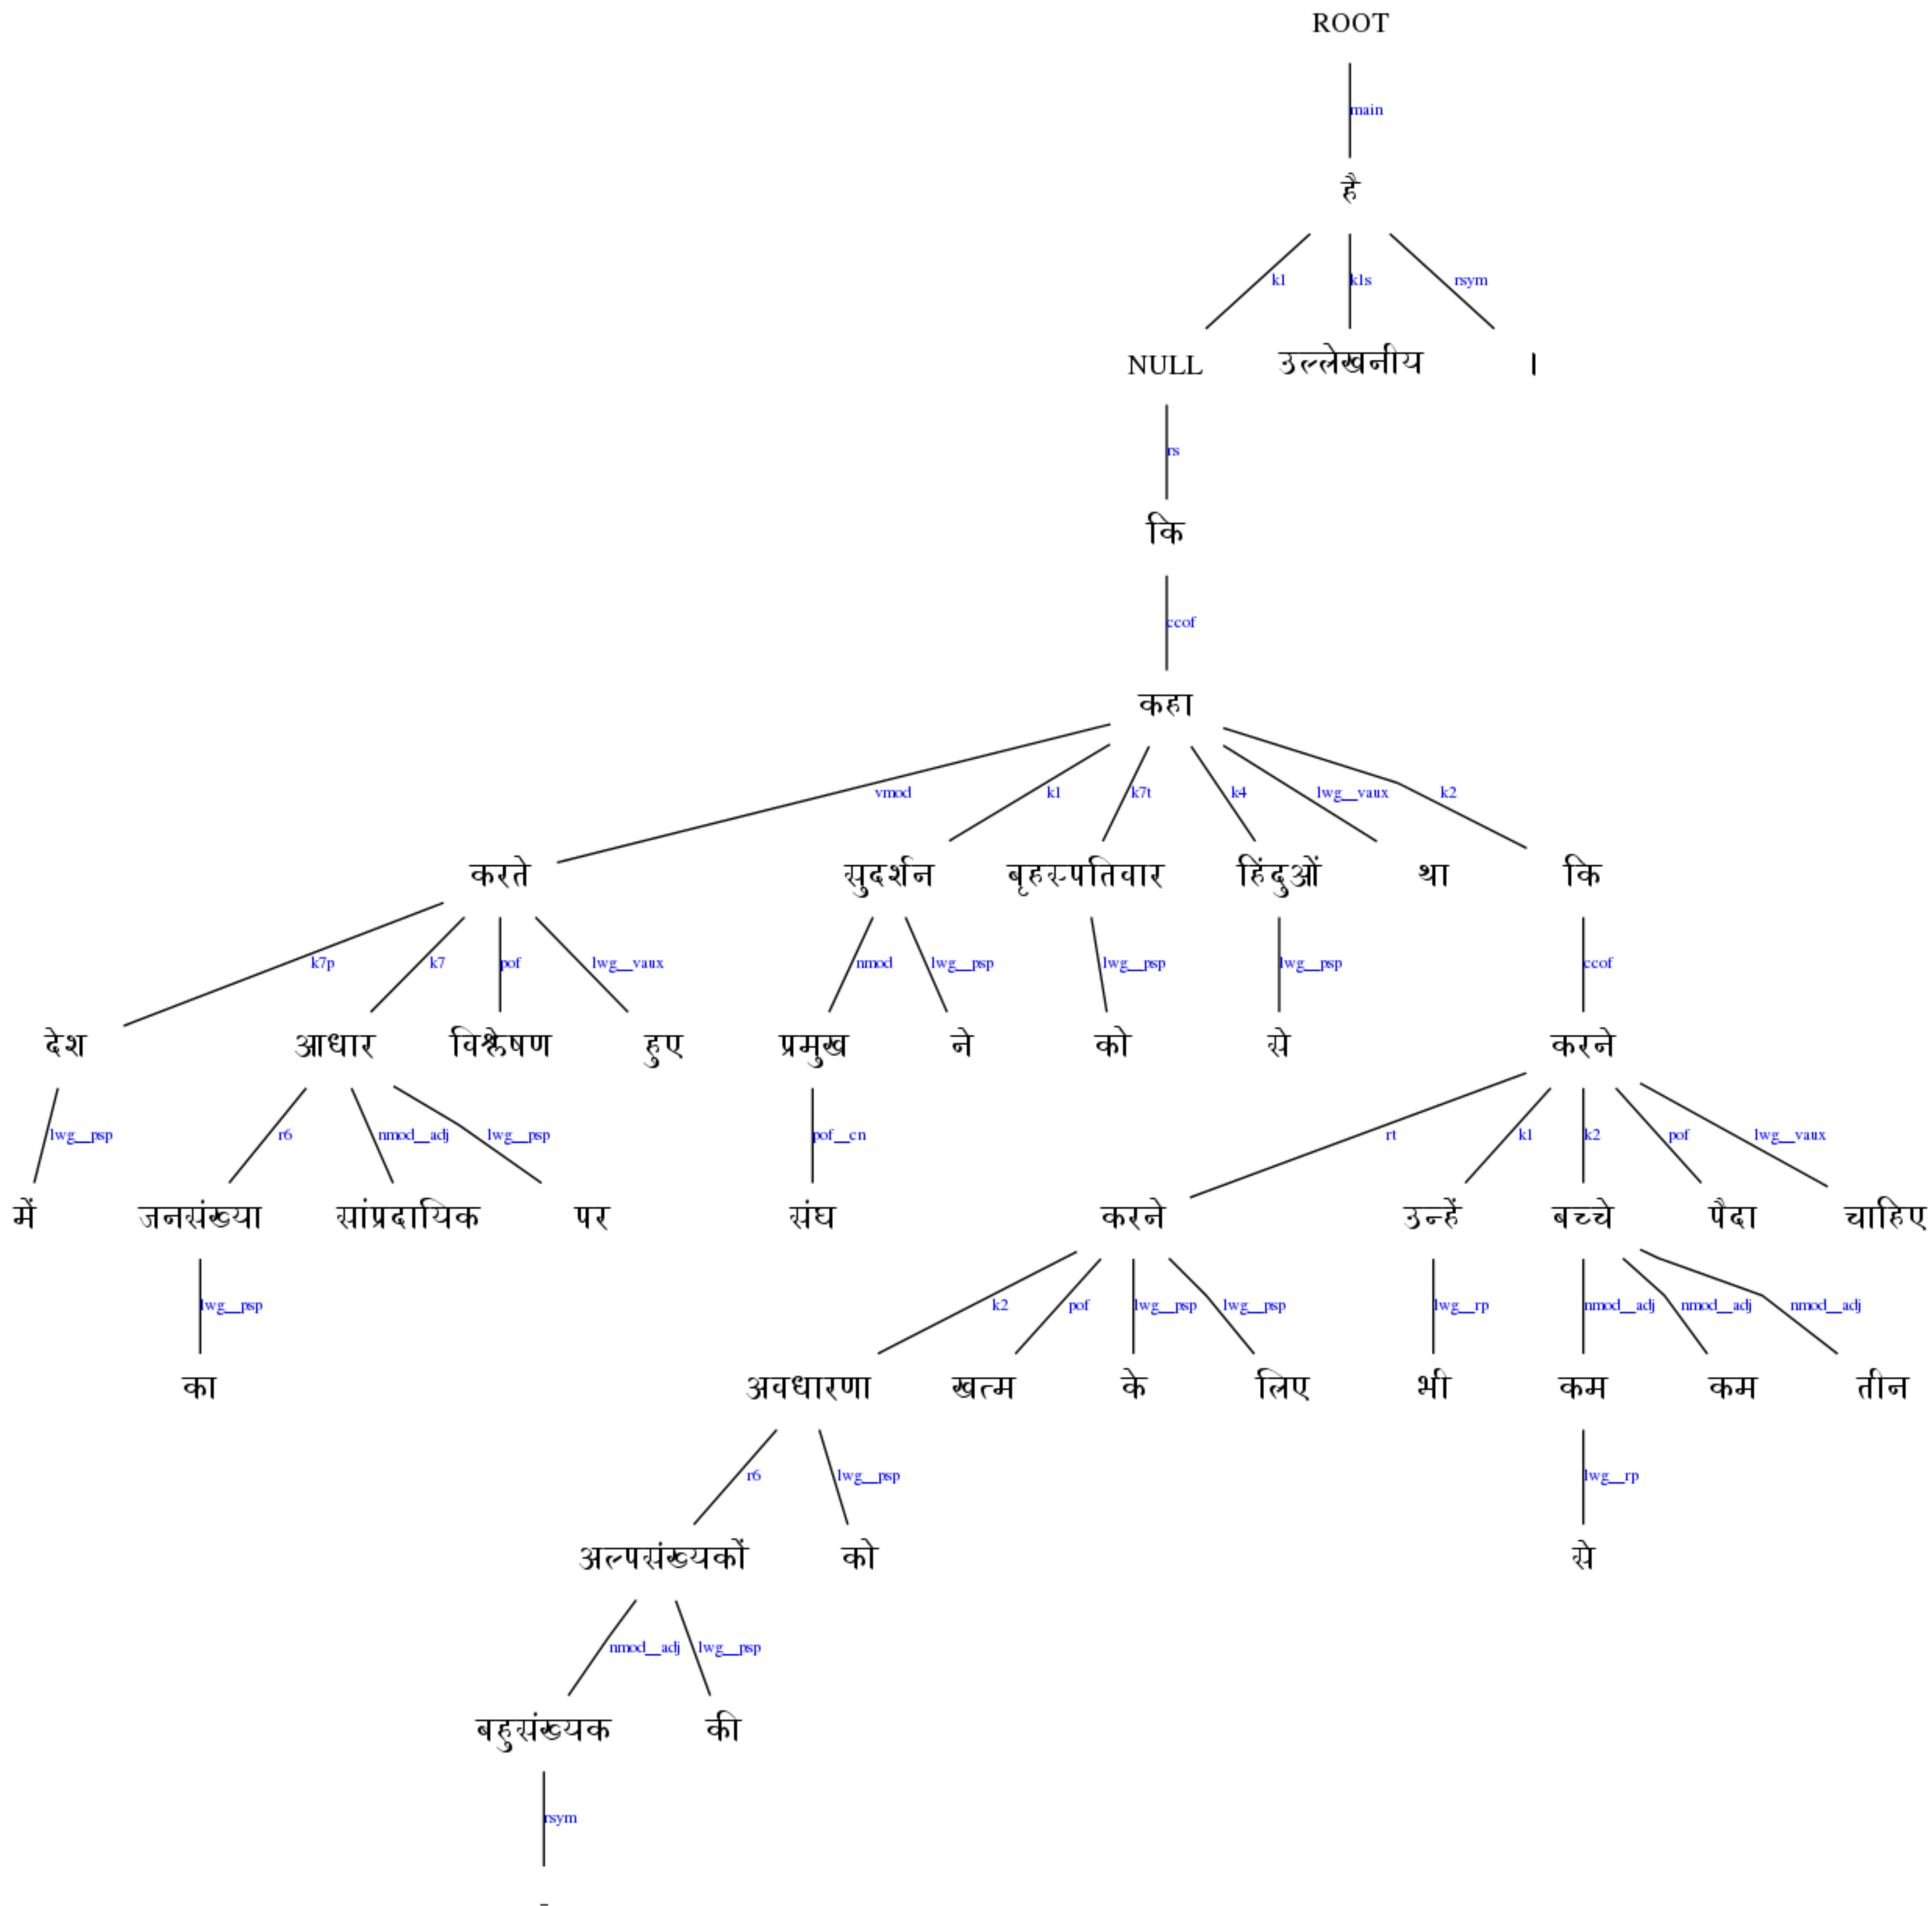 ROOT
main
है
k1 k1s rsym
NULL उल्लेखनीय ।
rs
कि
ccof
कहा
vmod k1 k7t k4 lwg__vaux k2
करते सुदर्शन बृहस्पतिवार हिंदुओं था कि
k7p k7 pof lwg__vaux nmod lwg__psp lwg__psp lwg__psp ccof
देश आधार विश्लेषण हुए प्रमुख ने को से करने
lwg__psp r6 nmod__adj lwg__psp pof__cn rt k1 k2 pof lwg__vaux
में जनसंख्या सांप्रदायिक पर संघ करने उन्हें बच्चे पैदा चाहिए
lwg__psp k2 pof lwg__psp lwg__psp lwg__rp nmod__adj nmod__adj nmod__adj
का अवधारणा खत्म के लिए भी कम कम तीन
r6 lwg__psp lwg__rp
अल्पसंख्यकों को से
nmod__adj lwg__psp
बहुसंख्यक की
rsym
-